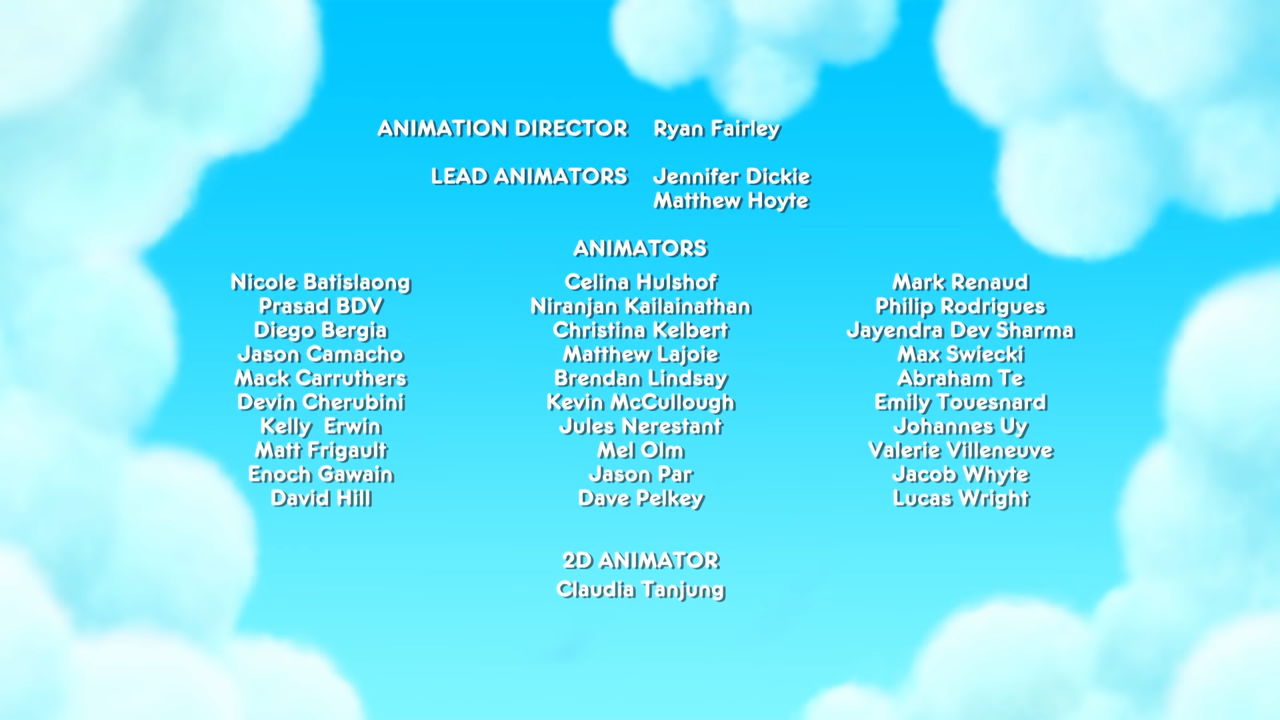 ANIMATION DIRECTOR Ryan Fairley
LEAD ANIMATORS Jennifer Dickie
Matthew Hoyte
ANIMATORS
Nicole Batislaong
Prasad BDV
Diego Bergia
Jason Camacho
Mack Carruthers
Devin Cherubini
Kelly  Erwin
Matt Frigault
Enoch Gawain
David Hill
Celina Hulshof
Niranjan Kailainathan
Christina Kelbert
Matthew Lajoie
Brendan Lindsay
Kevin McCullough
Jules Nerestant
Mel Olm
Jason Par
Dave Pelkey
Mark Renaud
Philip Rodrigues
Jayendra Dev Sharma
Max Swiecki
Abraham Te
Emily Touesnard
Johannes Uy
Valerie Villeneuve
Jacob Whyte
Lucas Wright
2D ANIMATOR
Claudia Tanjung